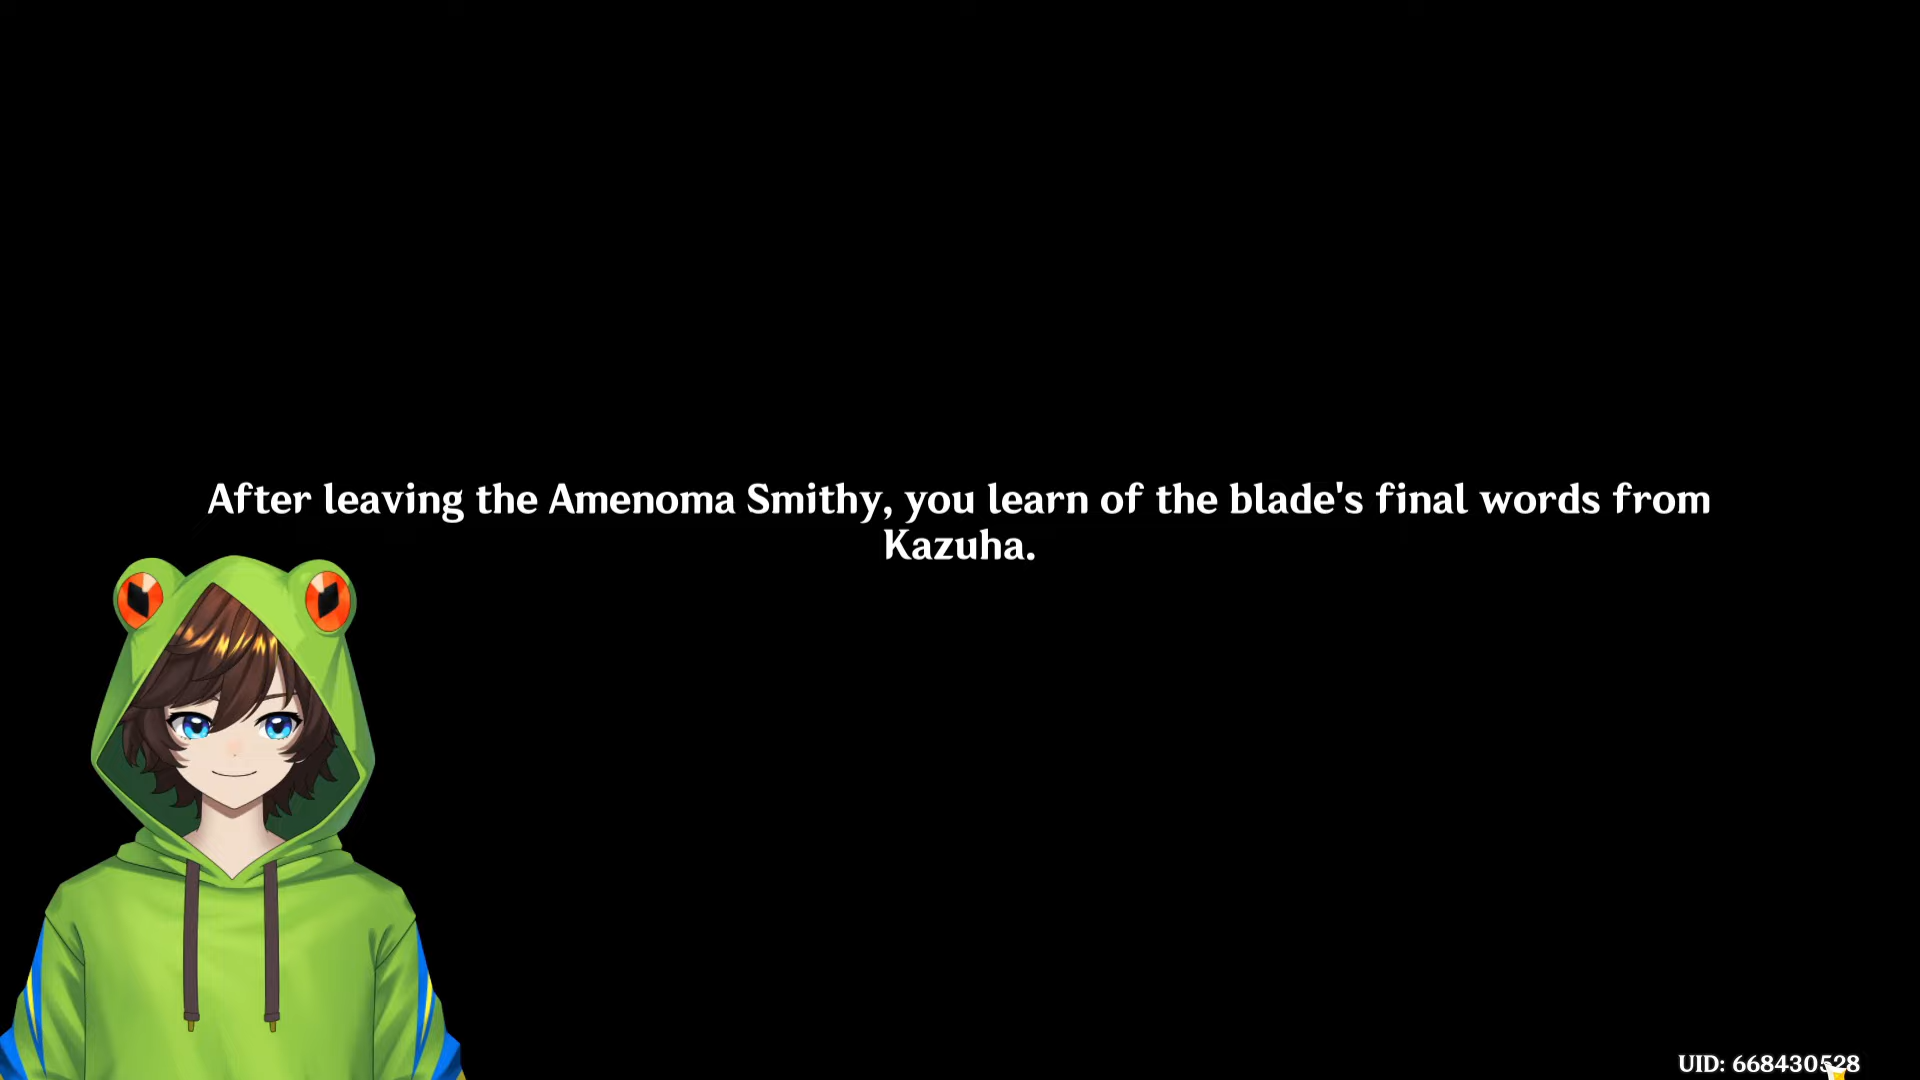 After leaving the Amenoma Smithy, you learn of the blade's final words from
Kazuha.
UID: 668430528